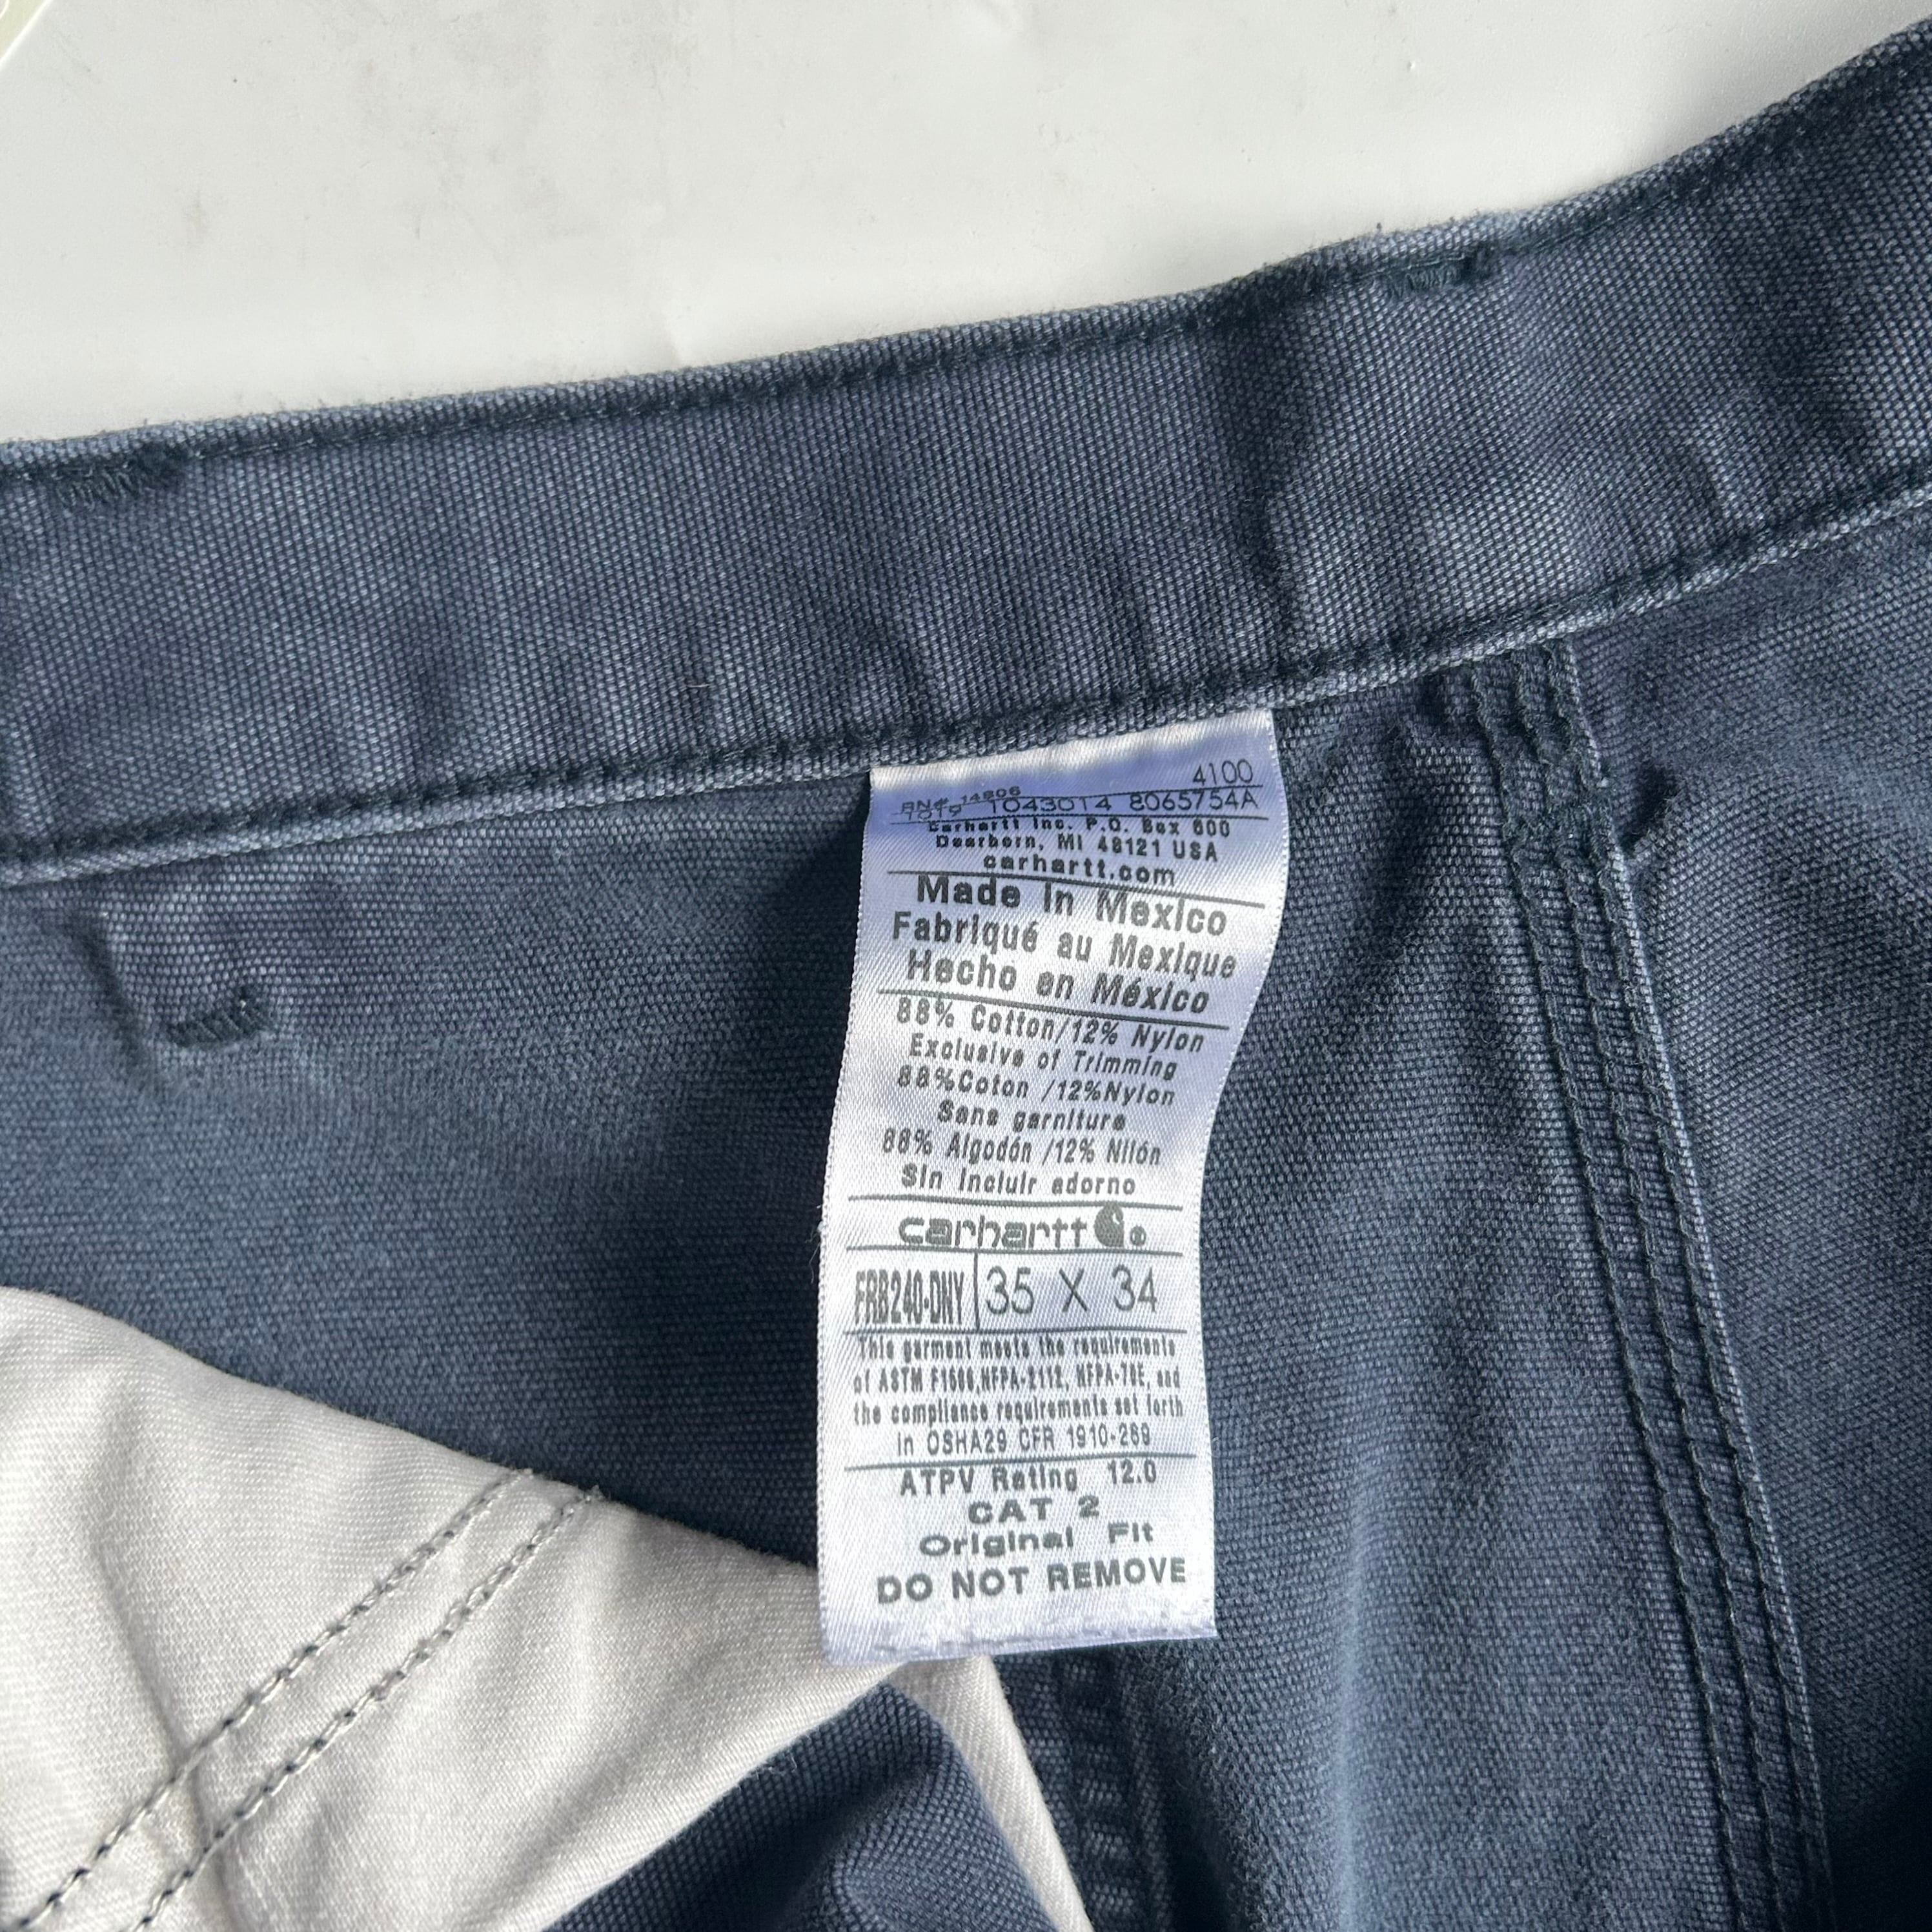 4100
RN# 14806
1019 1043014 8065754A
Carhartt Inc. P.O. Box 600
Dearborn, MI 48121 USA
carhartt.com
Made in Mexico
Fabriqué au Mexique
Hecho en México
88% Cotton/12% Nylon
Exclusive of Trimming
88%Coton /12%Nylon
Sans garniture
88% Algodón /12% Nilón
Sin incluir adorno
carhartt ®
FRB240-DNY 35 X 34
This garment meets the requirements
of ASTM F1506,NFPA-2112, NFPA-70E, and
the compliance requirements set forth
in OSHA29 CFR 1910-269
ATPV Rating 12.0
CAT 2
Original Fit
DO NOT REMOVE